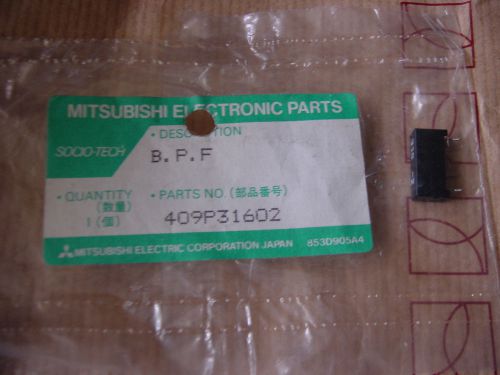 MITSUBISHI ELECTRONIC PARTS
• DESCRIPTION
SOCIO-TECH
B.P.F
• QUANTITY
(数量)
1(個)
• PARTS NO.(部品番号)
409P31602
MITSUBISHI ELECTRIC CORPORATION JAPAN
853D905A4